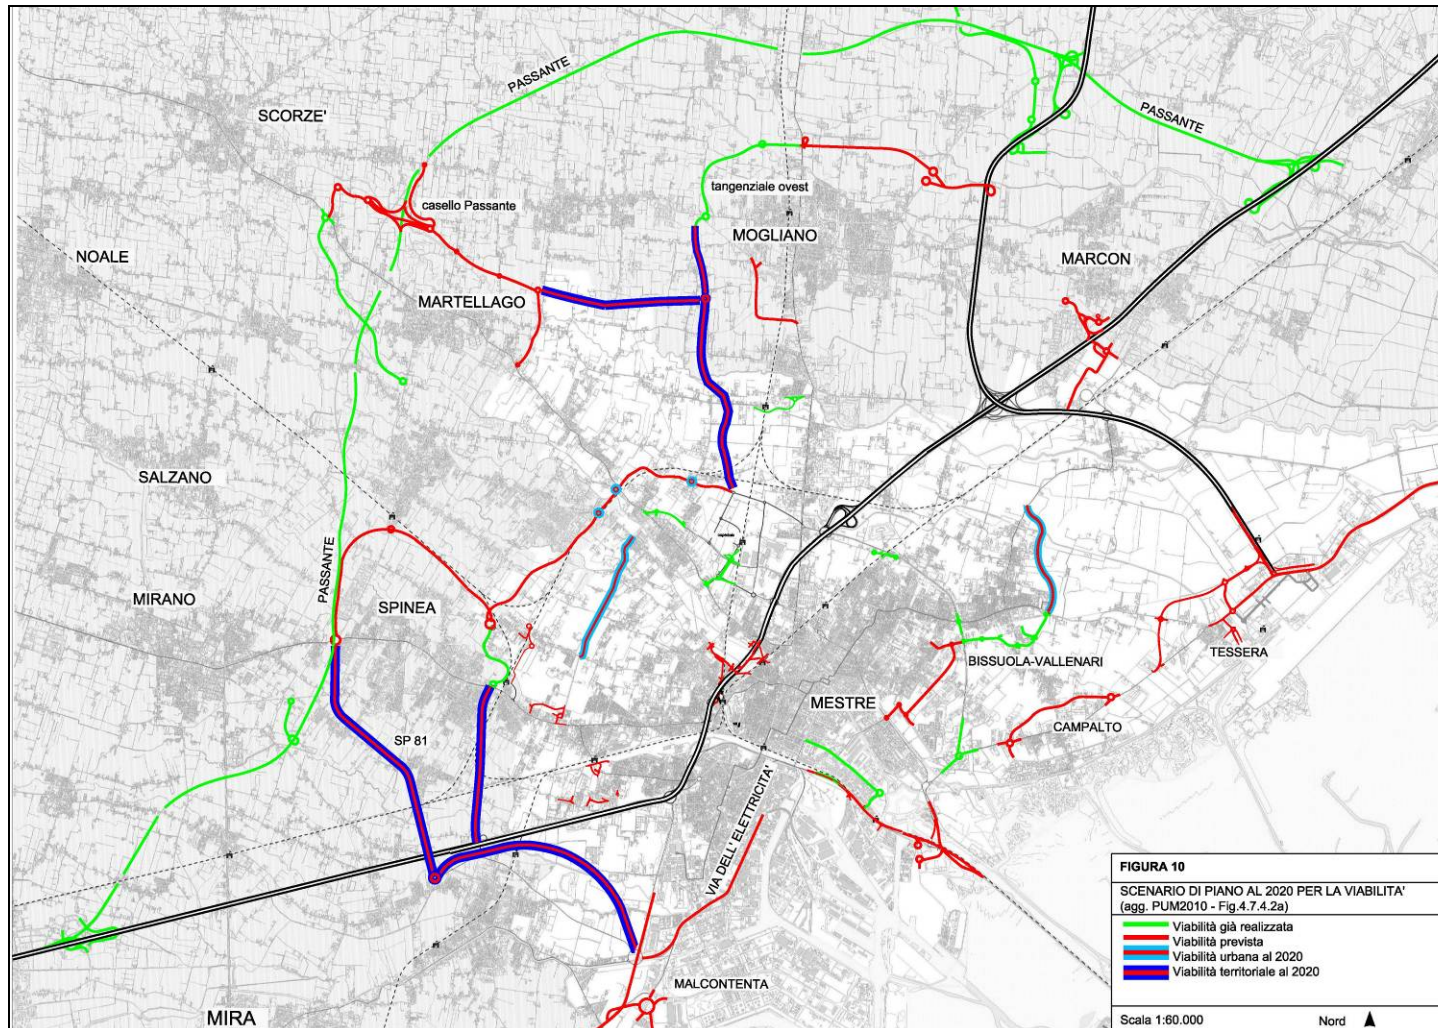 PASSANTE
SCORZE'
PASSANTE
tangenziale ovest
casello Passante
MOGLIANO
NOALE
MARCON
MARTELLAGO
SALZANO
PASSANTE
MIRANO
SPINEA
TESSERA
BISSUOLA-VALLENARI
MESTRE
CAMPALTO
SP 81
VIA DELL' ELETTRICITA'
MALCONTENTA
MIRA
FIGURA 10
SCENARIO DI PIANO AL 2020 PER LA VIABILITA'
(agg. PUM2010 - Fig.4.7.4.2a)
Viabilità già realizzata
Viabilità prevista
Viabilità urbana al 2020
Viabilità territoriale al 2020
Scala 1:60.000 Nord